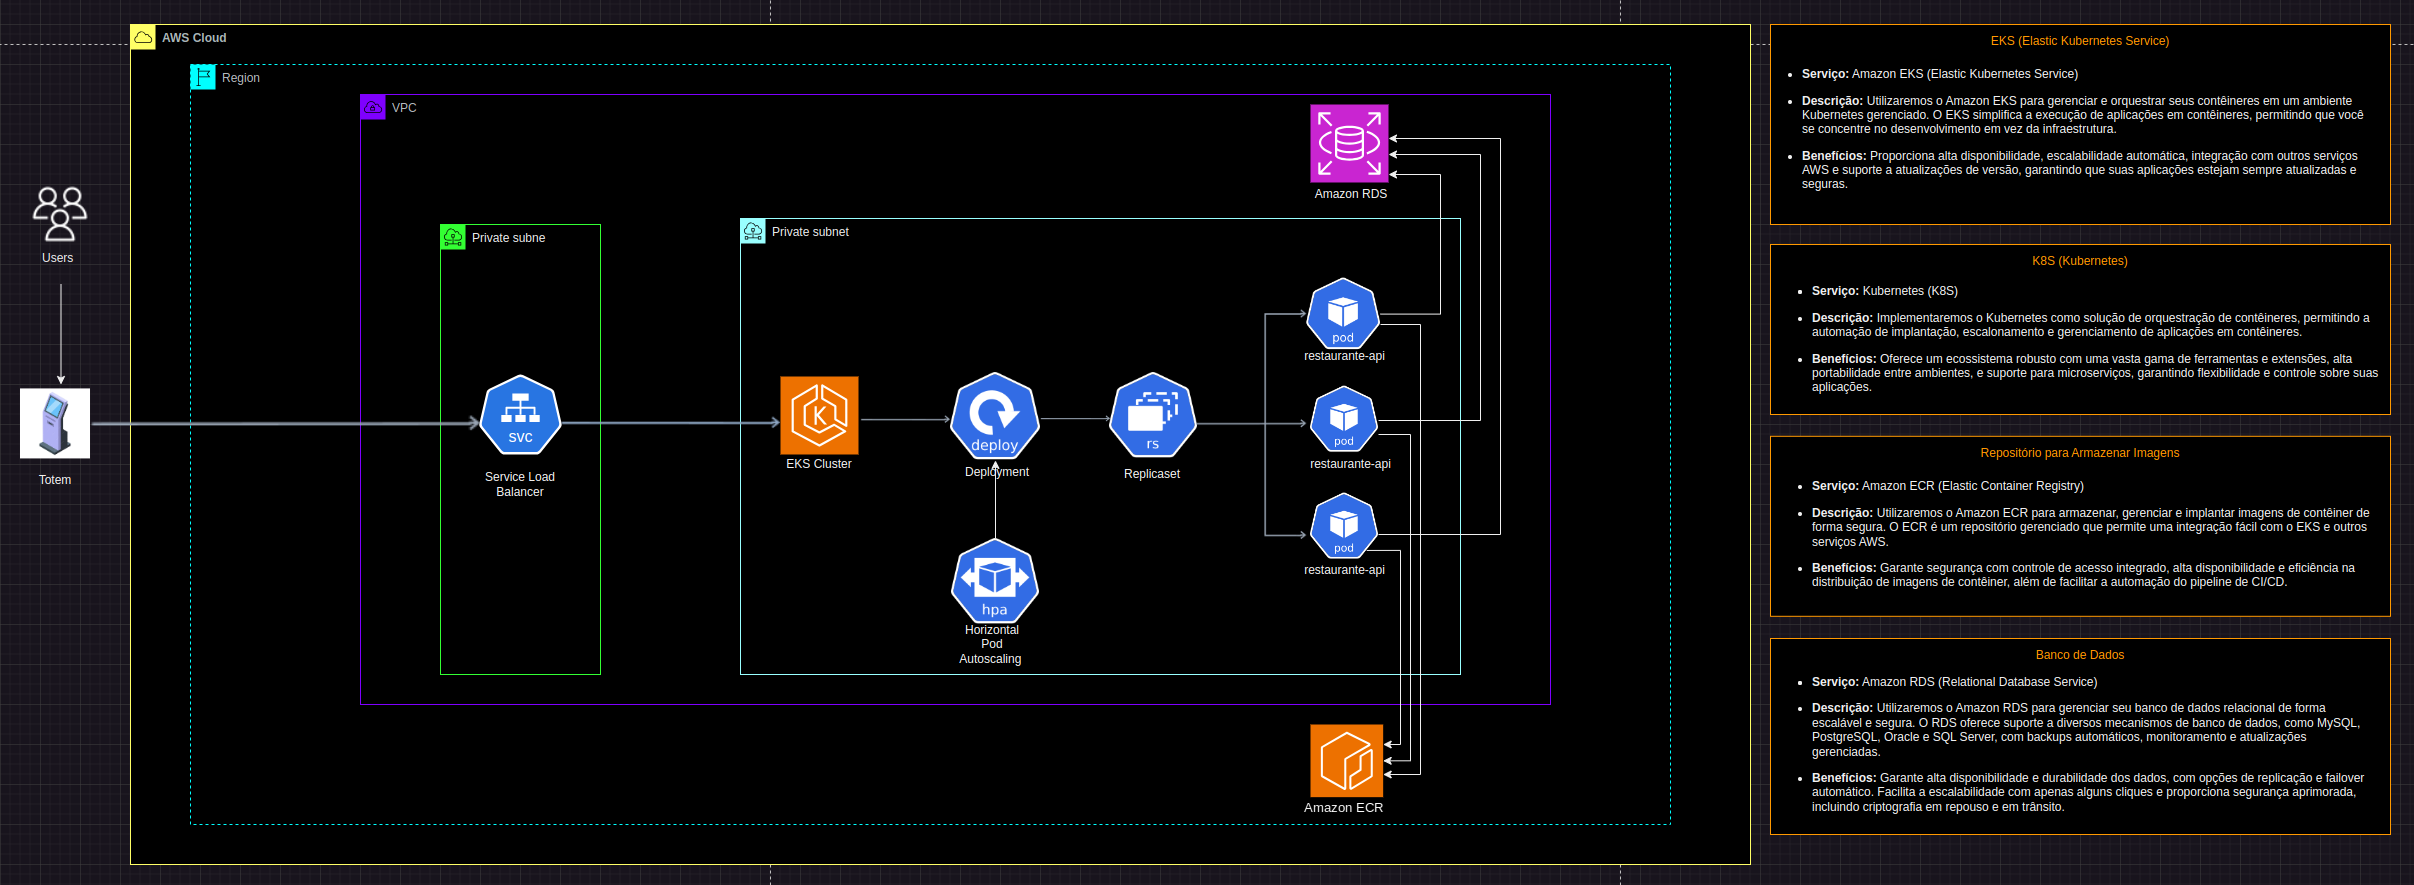 AWS Cloud
Region
VPC
Amazon RDS
Private subne
Private subnet
Users
Totem
svc
Service Load
Balancer
K
EKS Cluster
deploy
Deployment
rs
Replicaset
hpa
Horizontal
Pod
Autoscaling
pod
restaurante-api
pod
restaurante-api
pod
restaurante-api
Amazon ECR
EKS (Elastic Kubernetes Service)
Serviço: Amazon EKS (Elastic Kubernetes Service)
Descrição: Utilizaremos o Amazon EKS para gerenciar e orquestrar seus contêineres em um ambiente
Kubernetes gerenciado. O EKS simplifica a execução de aplicações em contêineres, permitindo que você
se concentre no desenvolvimento em vez da infraestrutura.
Benefícios: Proporciona alta disponibilidade, escalabilidade automática, integração com outros serviços
AWS e suporte a atualizações de versão, garantindo que suas aplicações estejam sempre atualizadas e
seguras.
K8S (Kubernetes)
Serviço: Kubernetes (K8S)
Descrição: Implementaremos o Kubernetes como solução de orquestração de contêineres, permitindo a
automação de implantação, escalonamento e gerenciamento de aplicações em contêineres.
Benefícios: Oferece um ecossistema robusto com uma vasta gama de ferramentas e extensões, alta
portabilidade entre ambientes, e suporte para microserviços, garantindo flexibilidade e controle sobre suas
aplicações.
Repositório para Armazenar Imagens
Serviço: Amazon ECR (Elastic Container Registry)
Descrição: Utilizaremos o Amazon ECR para armazenar, gerenciar e implantar imagens de contêiner de
forma segura. O ECR é um repositório gerenciado que permite uma integração fácil com o EKS e outros
serviços AWS.
Benefícios: Garante segurança com controle de acesso integrado, alta disponibilidade e eficiência na
distribuição de imagens de contêiner, além de facilitar a automação do pipeline de CI/CD.
Banco de Dados
Serviço: Amazon RDS (Relational Database Service)
Descrição: Utilizaremos o Amazon RDS para gerenciar seu banco de dados relacional de forma
escalável e segura. O RDS oferece suporte a diversos mecanismos de banco de dados, como MySQL,
PostgreSQL, Oracle e SQL Server, com backups automáticos, monitoramento e atualizações
gerenciadas.
Benefícios: Garante alta disponibilidade e durabilidade dos dados, com opções de replicação e failover
automático. Facilita a escalabilidade com apenas alguns cliques e proporciona segurança aprimorada,
incluindo criptografia em repouso e em trânsito.